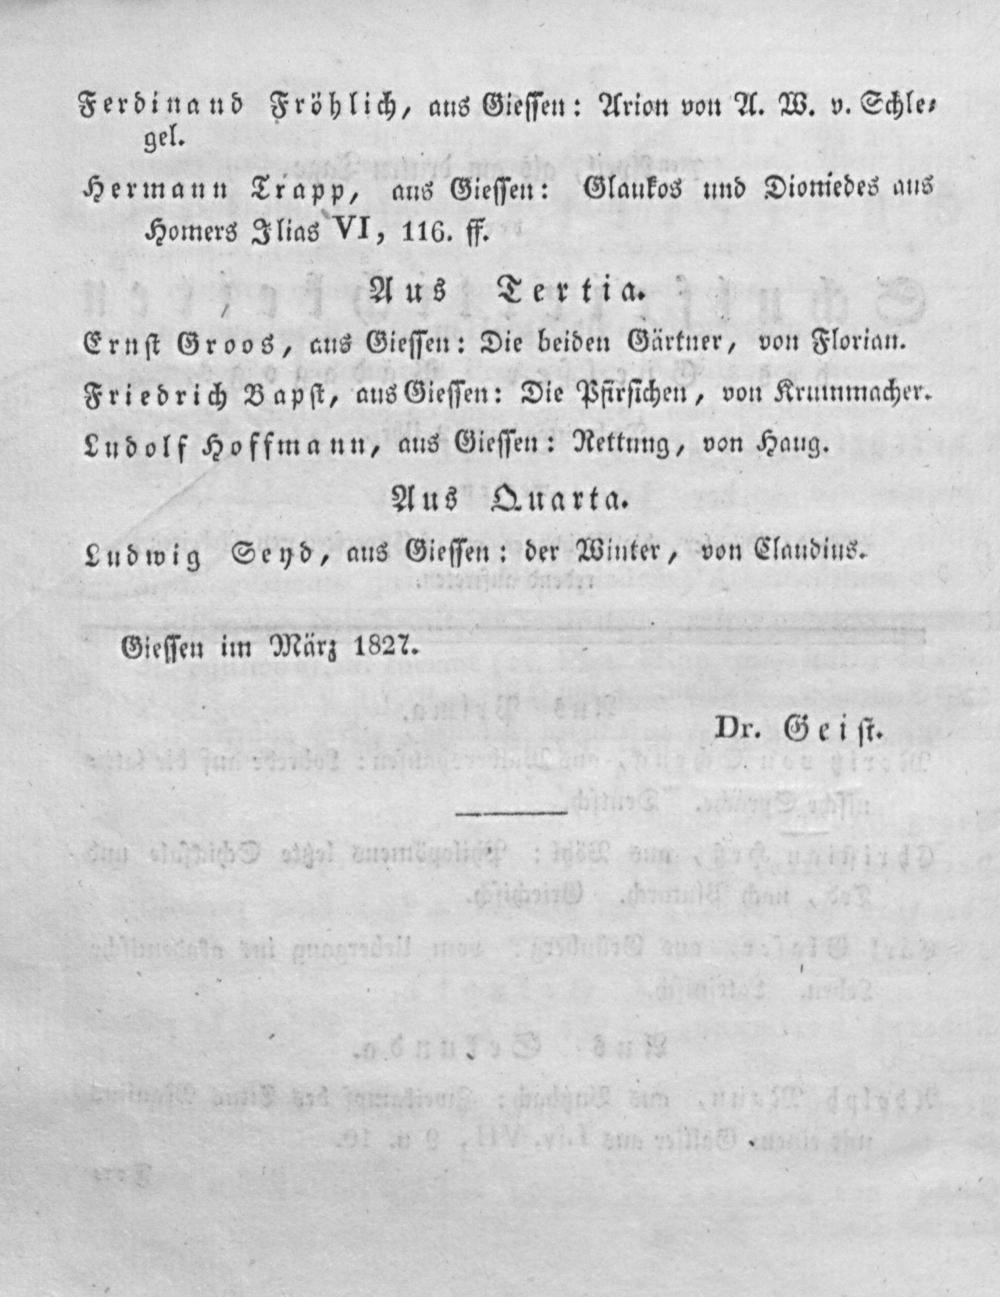 Ferdinand Fröhlich, aus Giessen: Arion von A. W. v. Schle-
gel.
Hermann Trapp, aus Giessen: Glaukos und Diomedes aus
Homers Ilias VI, 116. ff.
Aus Tertia.
Ernst Groos, aus Giessen: Die beiden Gärtner, von Florian.
Friedrich Bapst, aus Giessen: Die Pfirsichen, von Krummacher.
Ludolf Hoffmann, aus Giessen: Rettung, von Haug.
Aus Quarta.
Ludwig Seyd, aus Giessen: der Winter, von Claudius.
Giessen im März 1827.
Dr. Geist.